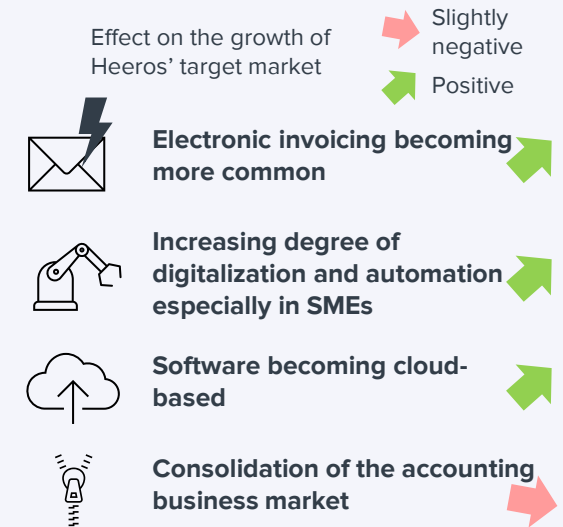 Effect on the growth of
Heeros' target market
Slightly
negative
Positive
Electronic invoicing becoming
more common
Increasing degree of
digitalization and automation
especially in SMEs
Software becoming cloud-
based
Consolidation of the accounting
business market